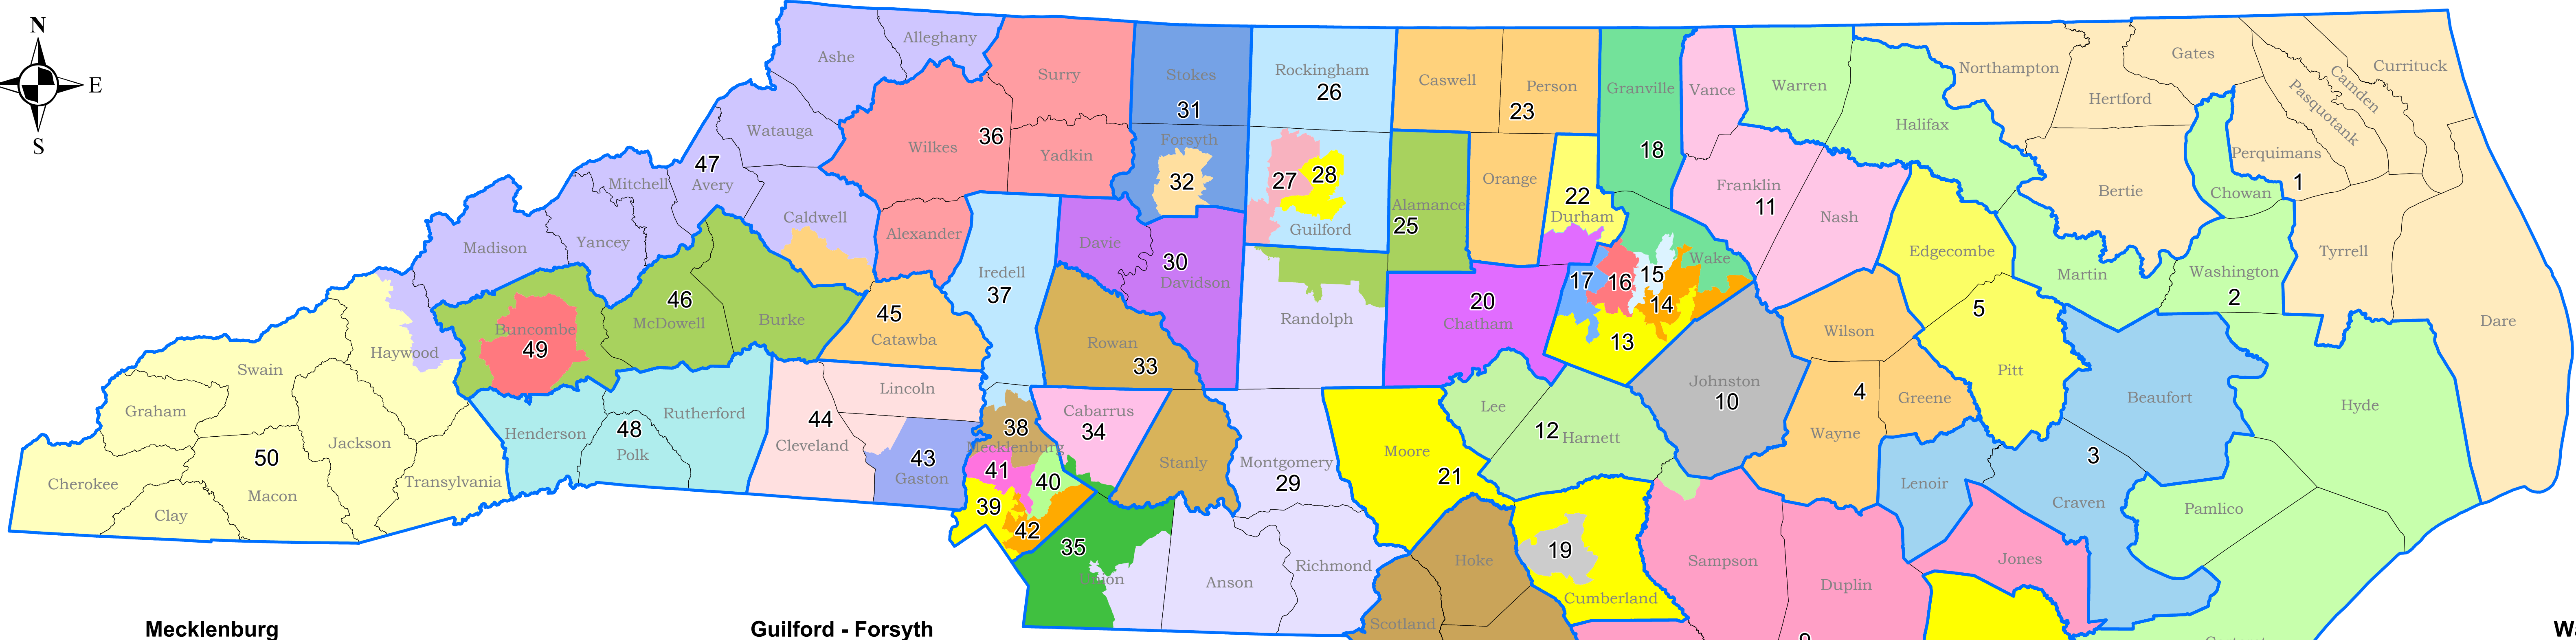 N
E
S
Ashe
Alleghany
Surry
Stokes
31
Rockingham
26
Caswell
Person
23
Granville
18
Vance
Warren
Halifax
Northampton
Gates
Hertford
Currituck
Camden
Pasquotank
Perquimans
1
Chowan
Bertie
Watauga
47
Avery
Mitchell
Yancey
Madison
Caldwell
Wilkes
36
Yadkin
Alexander
Forsyth
32
27
28
Guilford
Alamance
25
Orange
22
Durham
Franklin
11
Nash
Edgecombe
Martin
Washington
2
Tyrrell
Dare
Iredell
37
Davie
30
Davidson
Randolph
20
Chatham
17
16
15
14
13
Wake
Wilson
5
Pitt
Beaufort
Hyde
Haywood
Buncombe
49
46
McDowell
Burke
45
Catawba
Rowan
33
Swain
Graham
Cherokee
Clay
50
Macon
Jackson
Transylvania
Henderson
48
Polk
Rutherford
44
Cleveland
Lincoln
43
Gaston
38
Mecklenburg
41
40
39
42
Cabarrus
34
Stanly
Montgomery
29
Moore
21
Lee
12
Harnett
Johnston
10
4
Wayne
Greene
Lenoir
3
Craven
Pamlico
Jones
35
Union
Anson
Richmond
Scotland
Hoke
19
Cumberland
Sampson
Duplin
9
Mecklenburg
Guilford - Forsyth